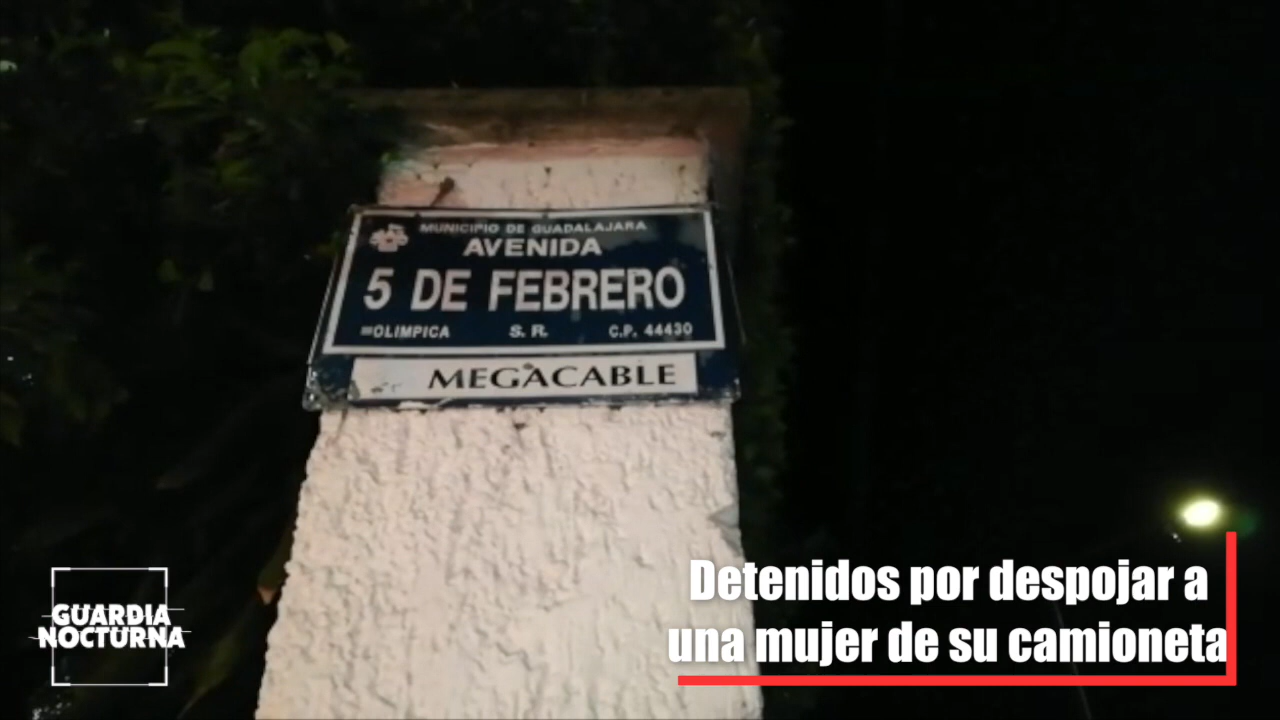 MUNICIPIO DE GUADALAJARA
AVENIDA
5 DE FEBRERO
OLIMPICA S. R. C.P. 44430
MEGACABLE
Detenidos por despojar a
una mujer de su camioneta
GUARDIA
NOCTURNA